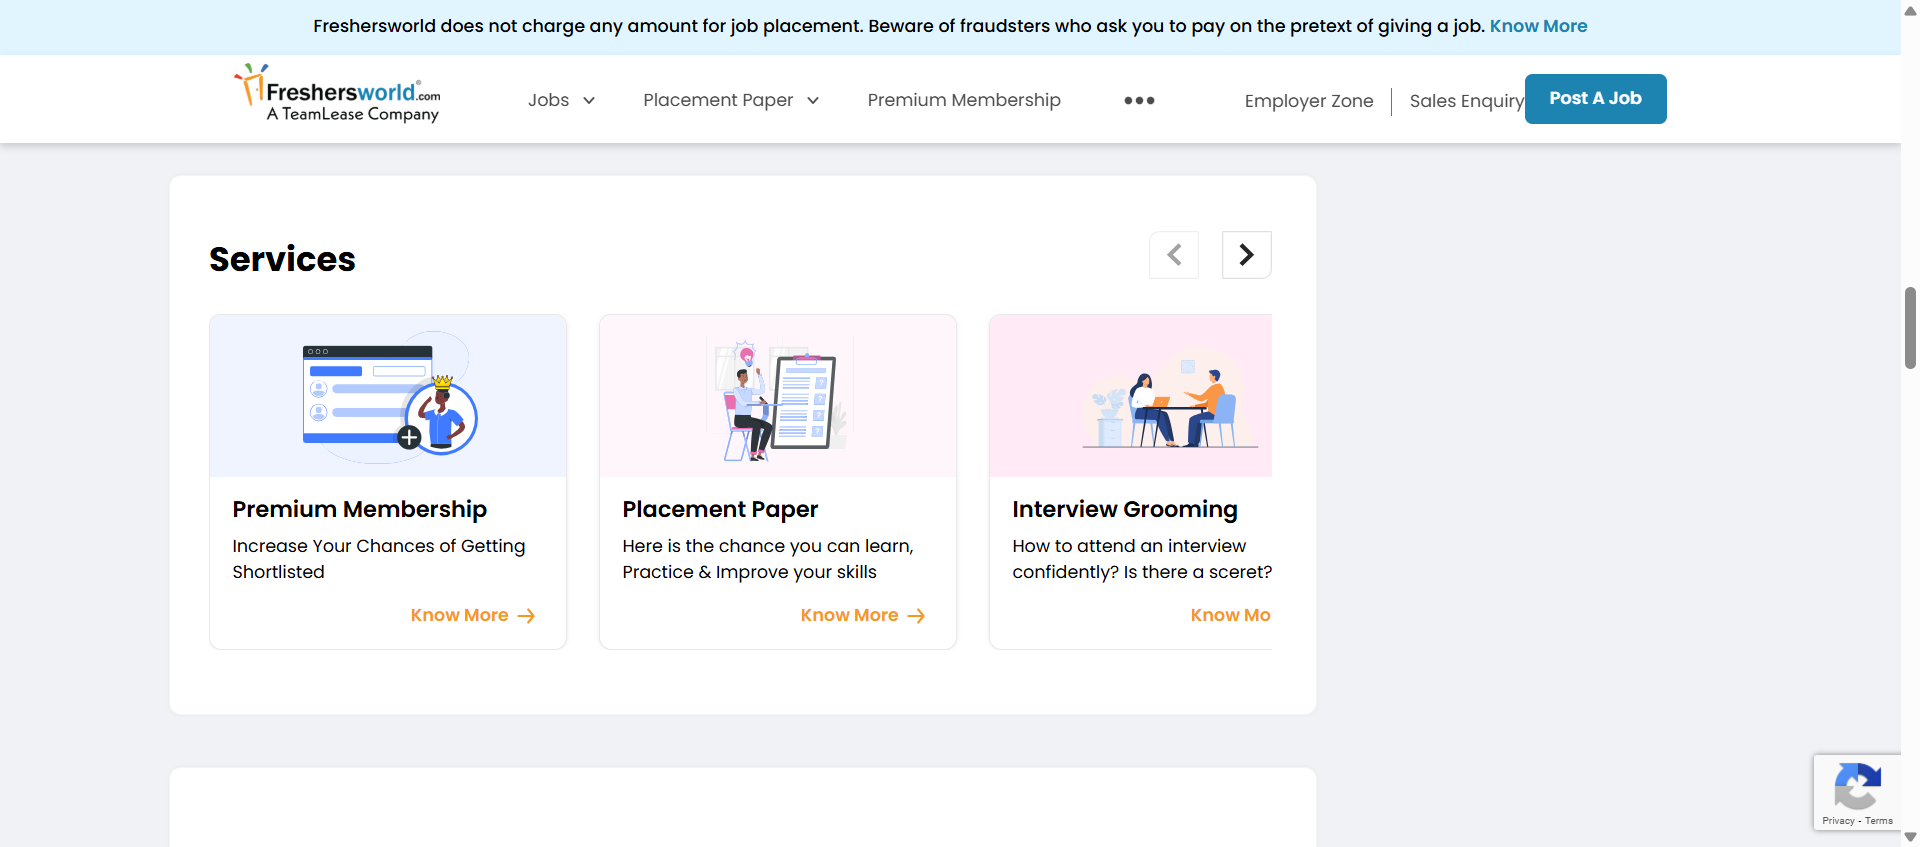 Freshersworld does not charge any amount for job placement. Beware of fraudsters who ask you to pay on the pretext of giving a job. Know More
Freshersworld.com
A TeamLease Company
Jobs
Placement Paper
Premium Membership
Employer Zone
Sales Enquiry
Post A Job
Services
Premium Membership
Increase Your Chances of Getting
Shortlisted
Know More
Placement Paper
Here is the chance you can learn,
Practice & Improve your skills
Know More
Interview Grooming
How to attend an interview
confidently? Is there a sceret?
Know Mo
Privacy - Terms